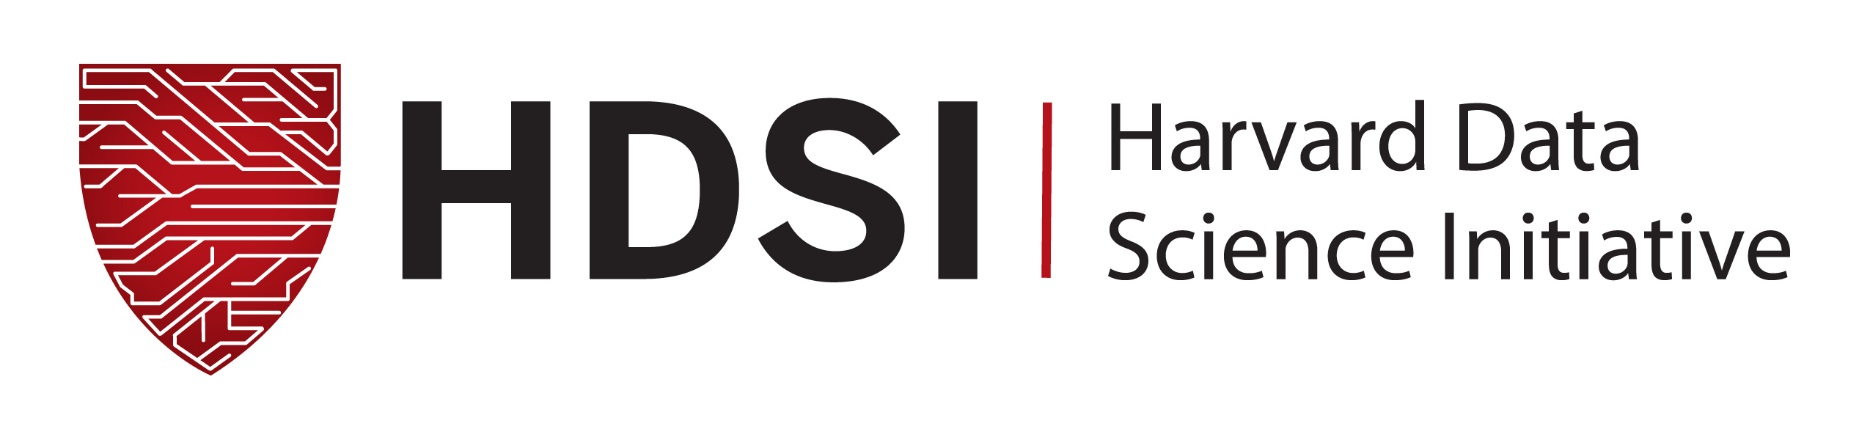 HDSI
Harvard Data
Science Initiative